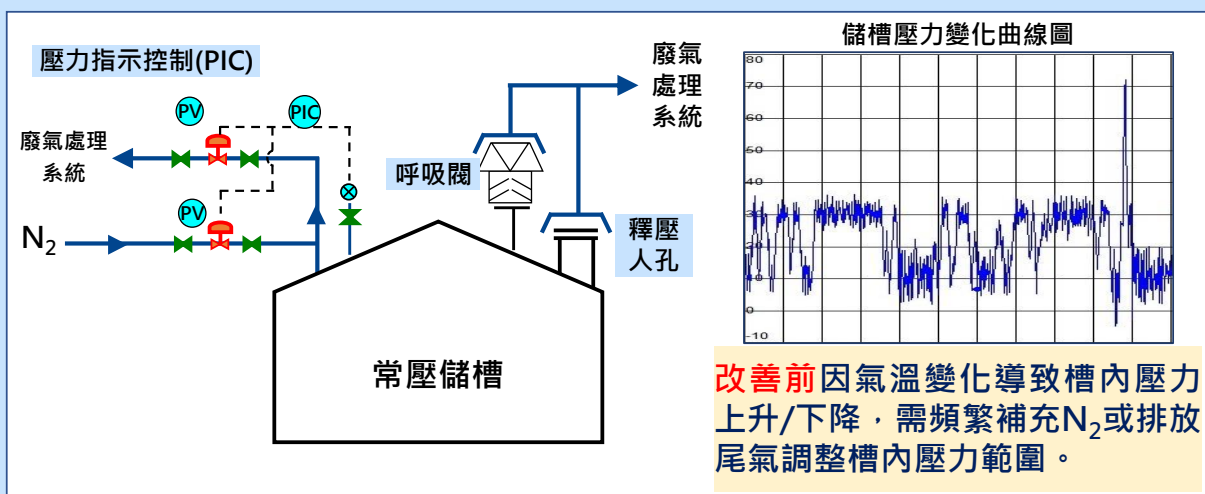 壓力指示控制(PIC)
PV
PIC
廢氣處理
系統
PV
N₂
呼吸閥
廢氣
處理
系統
釋壓
人孔
常壓儲槽
儲槽壓力變化曲線圖
80
70
50
40
30
20
10
0
-10
改善前因氣溫變化導致槽內壓力
上升/下降，需頻繁補充N₂或排放
尾氣調整槽內壓力範圍。